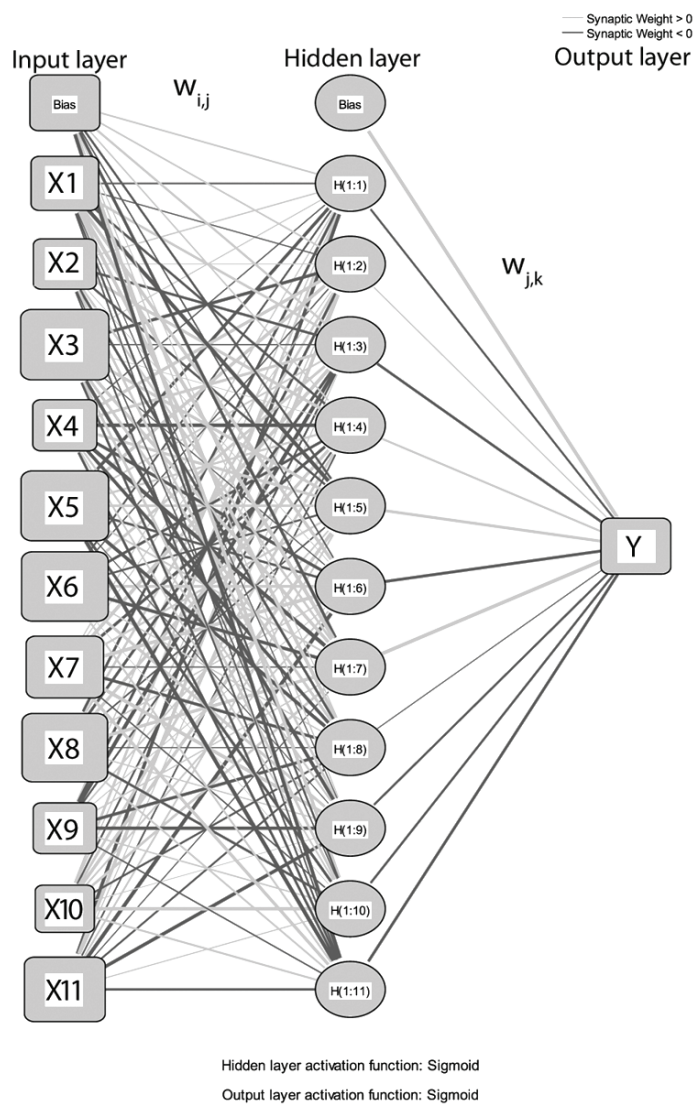 Synaptic Weight > 0
Synaptic Weight < 0
Input layer
Hidden layer
Output layer
Wi,j
Bias
Bias
X1
H(1:1)
X2
H(1:2)
Wj,k
X3
H(1:3)
X4
H(1:4)
X5
H(1:5)
Y
X6
H(1:6)
X7
H(1:7)
X8
H(1:8)
X9
H(1:9)
X10
H(1:10)
X11
H(1:11)
Hidden layer activation function: Sigmoid
Output layer activation function: Sigmoid